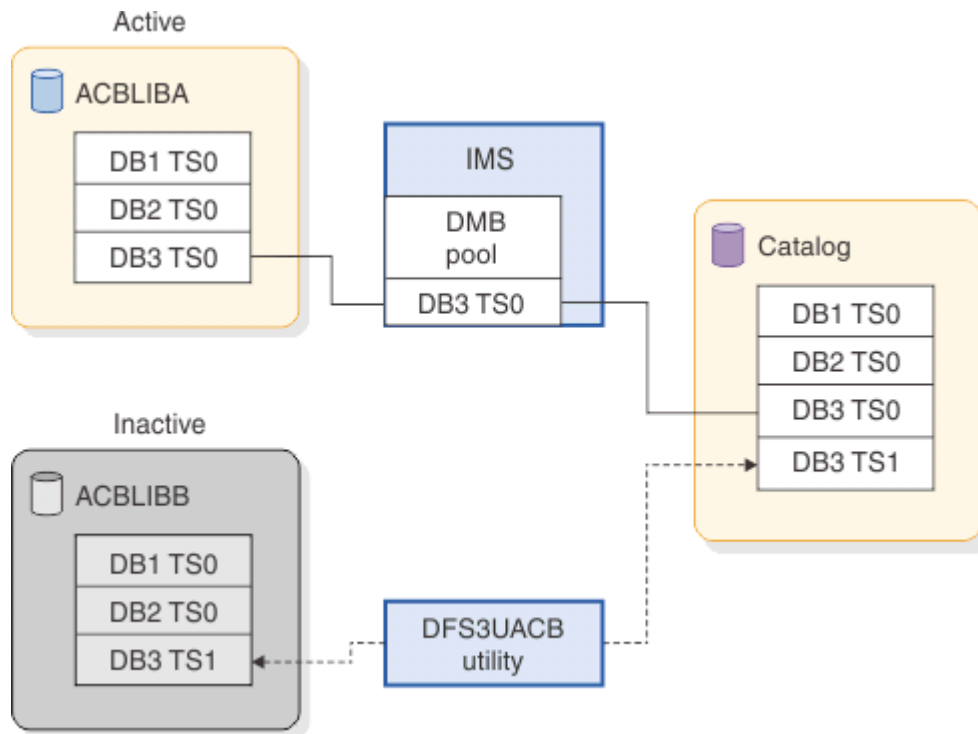 Active
ACBLIBA
DB1 TS0
DB2 TS0
DB3 TS0
IMS
DMB
pool
DB3 TS0
Catalog
DB1 TS0
DB2 TS0
DB3 TS0
DB3 TS1
Inactive
ACBLIBB
DB1 TS0
DB2 TS0
DB3 TS1
DFS3UACB
utility